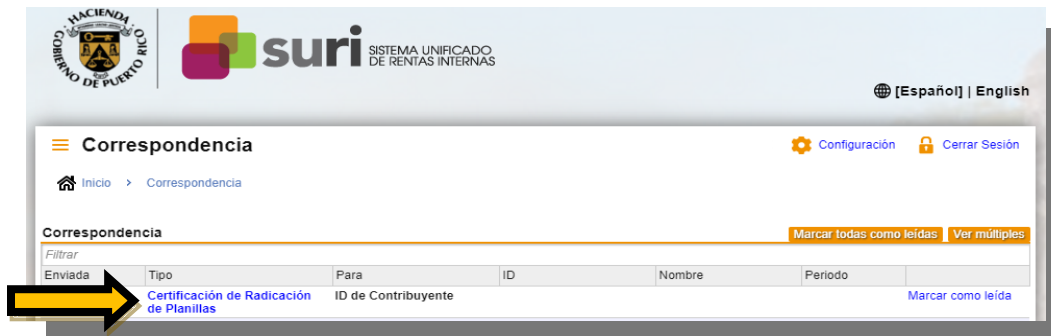 HACIENDA
GOBIERNO DE PUERTO RICO
suri SISTEMA UNIFICADO
DE RENTAS INTERNAS
[Español] | English
Correspondencia
Configuración
Cerrar Sesión
Inicio > Correspondencia
Correspondencia
Marcar todas como leídas
Ver múltiples
Filtrar
Enviada Tipo Para ID Nombre Periodo
Certificación de Radicación ID de Contribuyente Marcar como leída
de Planillas